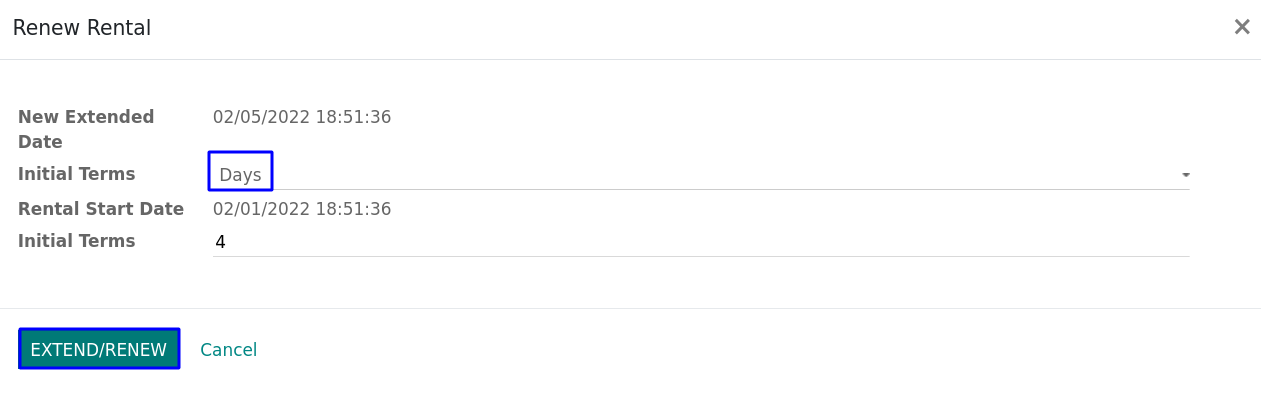 Renew Rental ×
New Extended
Date
02/05/2022 18:51:36
Initial Terms Days
Rental Start Date 02/01/2022 18:51:36
Initial Terms 4
EXTEND/RENEW Cancel